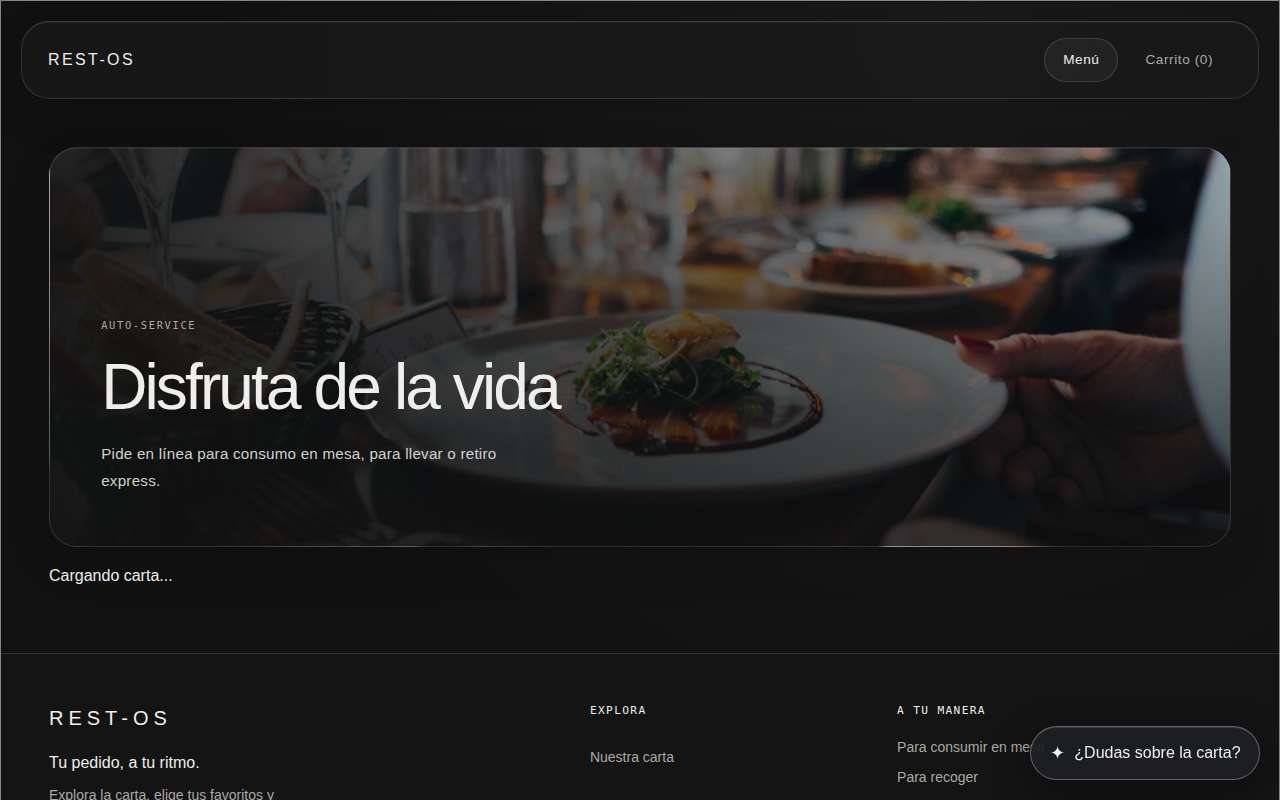 REST-OS
Menú
Carrito (0)
AUTO-SERVICE
Disfruta de la vida
Pide en línea para consumo en mesa, para llevar o retiro
express.
Cargando carta...
REST-OS
Tu pedido, a tu ritmo.
Explora la carta, elige tus favoritos y
EXPLORA
Nuestra carta
A TU MANERA
Para consumir en mesa
Para recoger
✦ ¿Dudas sobre la carta?